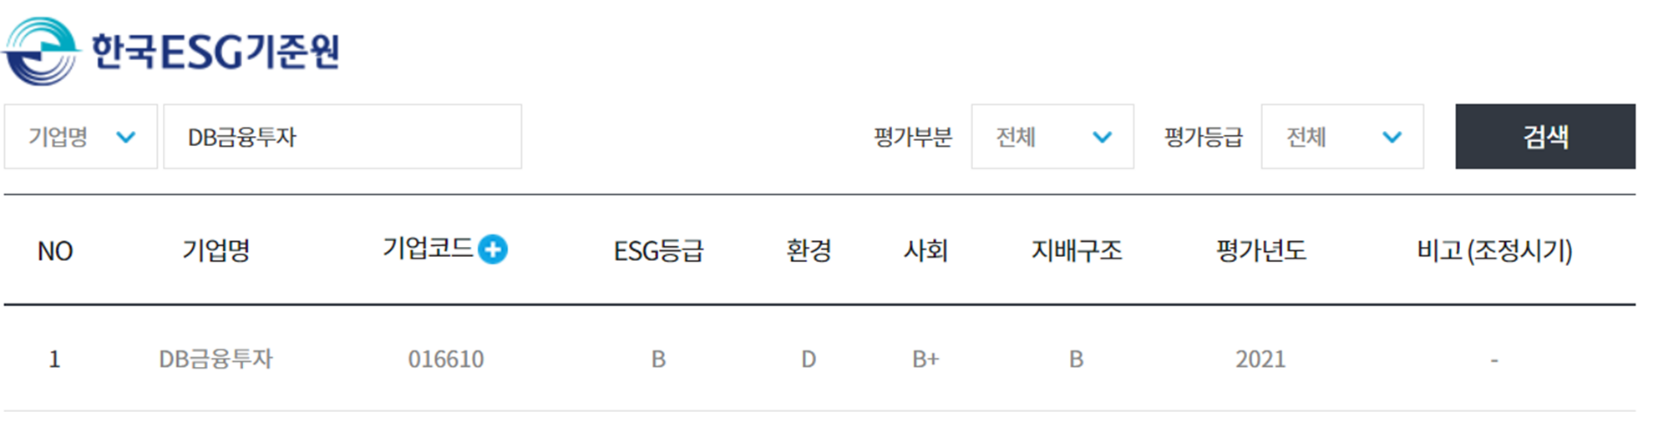 한국ESG기준원
기업명 DB금융투자 평가부분 전체 평가등급 전체 검색
NO 기업명 기업코드 ESG등급 환경 사회 지배구조 평가년도 비고 (조정시기)
1 DB금융투자 016610 B D B+ B 2021 -